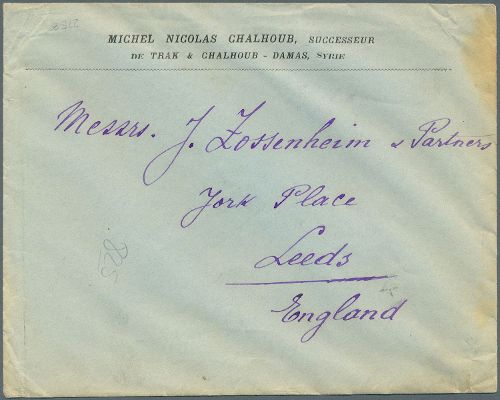 MICHEL NICOLAS CHALHOUB, SUCCESSEUR
DE TRAK & CHALHOUB - DAMAS, SYRIE
Messrs. J. Zossenheim & Partners
York Place
Leeds
England